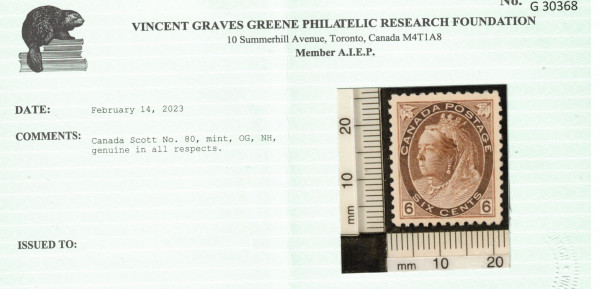 No. G 30368
VINCENT GRAVES GREENE PHILATELIC RESEARCH FOUNDATION
10 Summerhill Avenue, Toronto, Canada M4T1A8
Member A.I.E.P.
DATE: February 14, 2023
COMMENTS: Canada Scott No. 80, mint, OG, NH,
genuine in all respects.
ISSUED TO:
CANADA POSTAGE
6 SIX CENTS 6
20
10
mm
mm 10 20